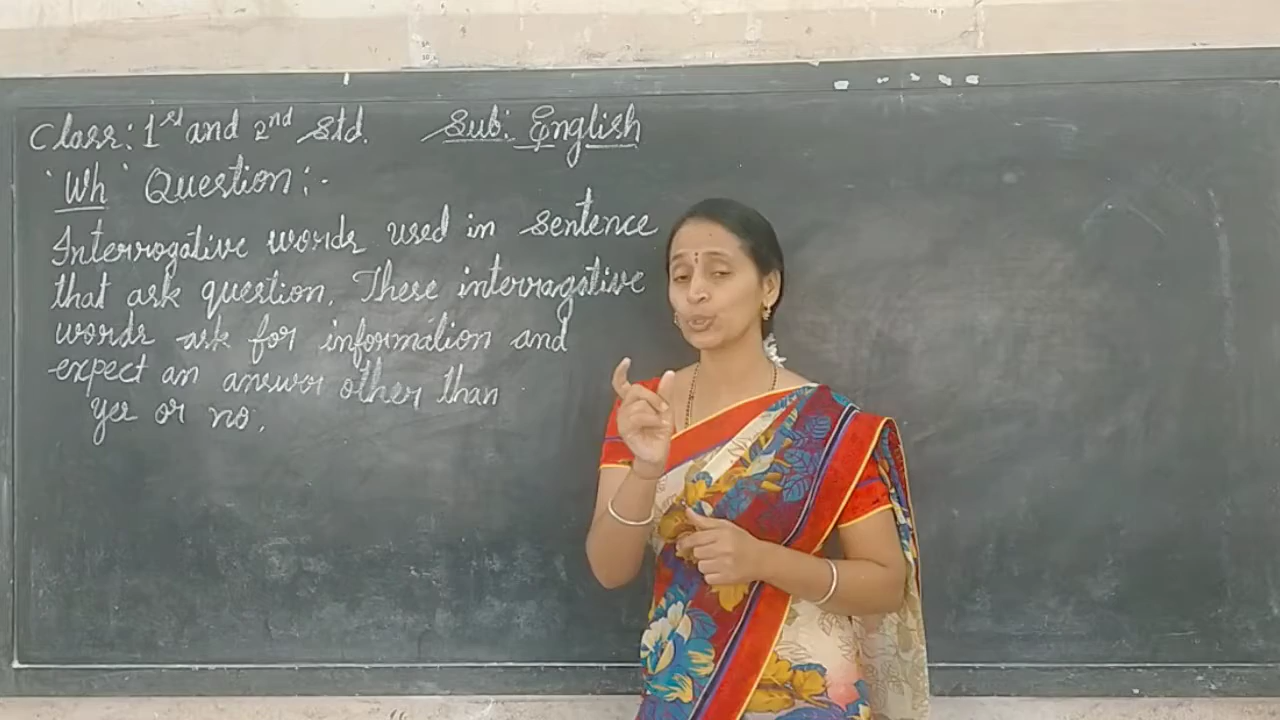 Class: 1st and 2nd Std. Sub: English
'Wh' Question :-
Interrogative words used in sentence
that ask question. These interragative
words ask for information and
expect an answer other than
yes or no.